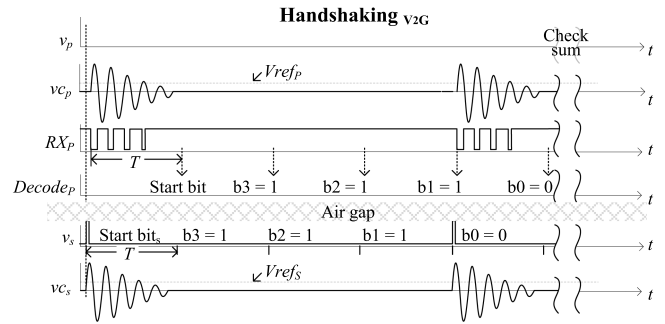 Handshaking V2G
Check
sum
vp
t
vcp
VrefP
t
RXP
T
t
DecodeP
Start bit
b3 = 1
b2 = 1
b1 = 1
b0 = 0
t
Air gap
vs
Start bits
b3 = 1
b2 = 1
b1 = 1
b0 = 0
t
T
vcs
VrefS
t